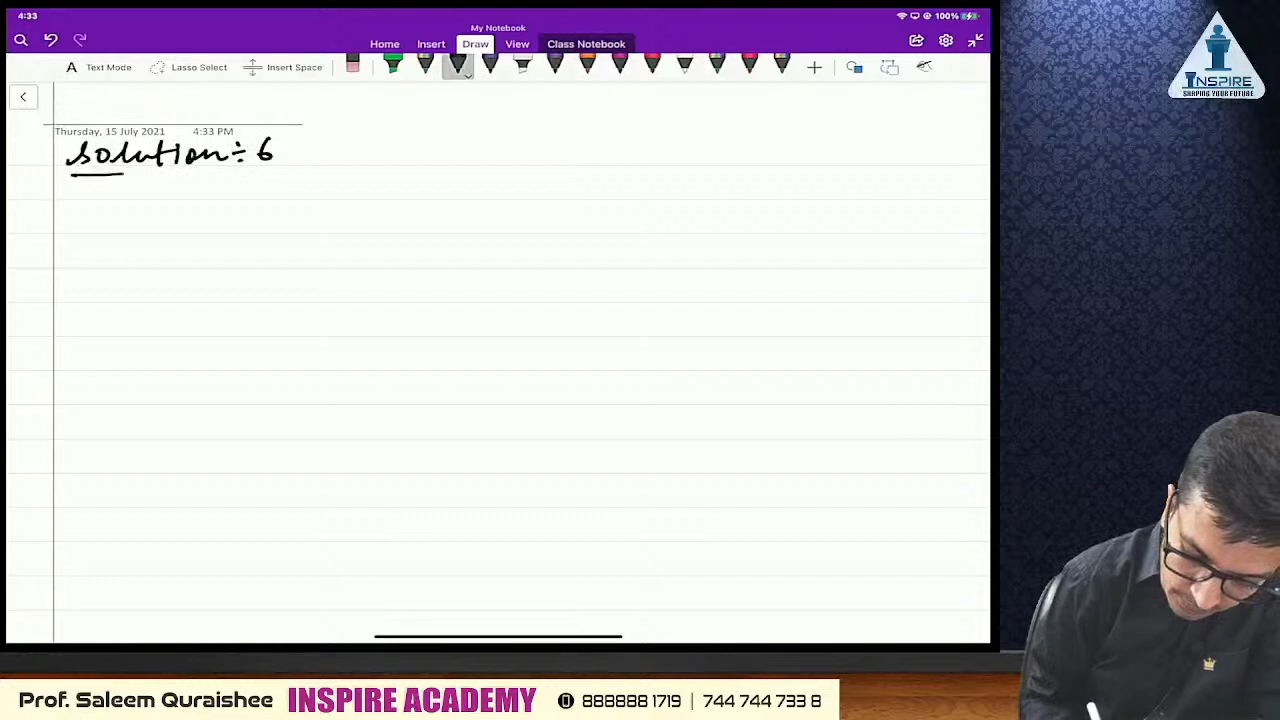 4:33
100%
My Notebook
Home Insert Draw View Class Notebook
A Text Mode Lasso Select Insert Space
INSPIRE
SHAPING YOUR FUTURE
Thursday, 15 July 2021 4:33 PM
Solution ÷ 6
Prof. Saleem Quraishee INSPIRE ACADEMY 888888 1719 | 744 744 733 8